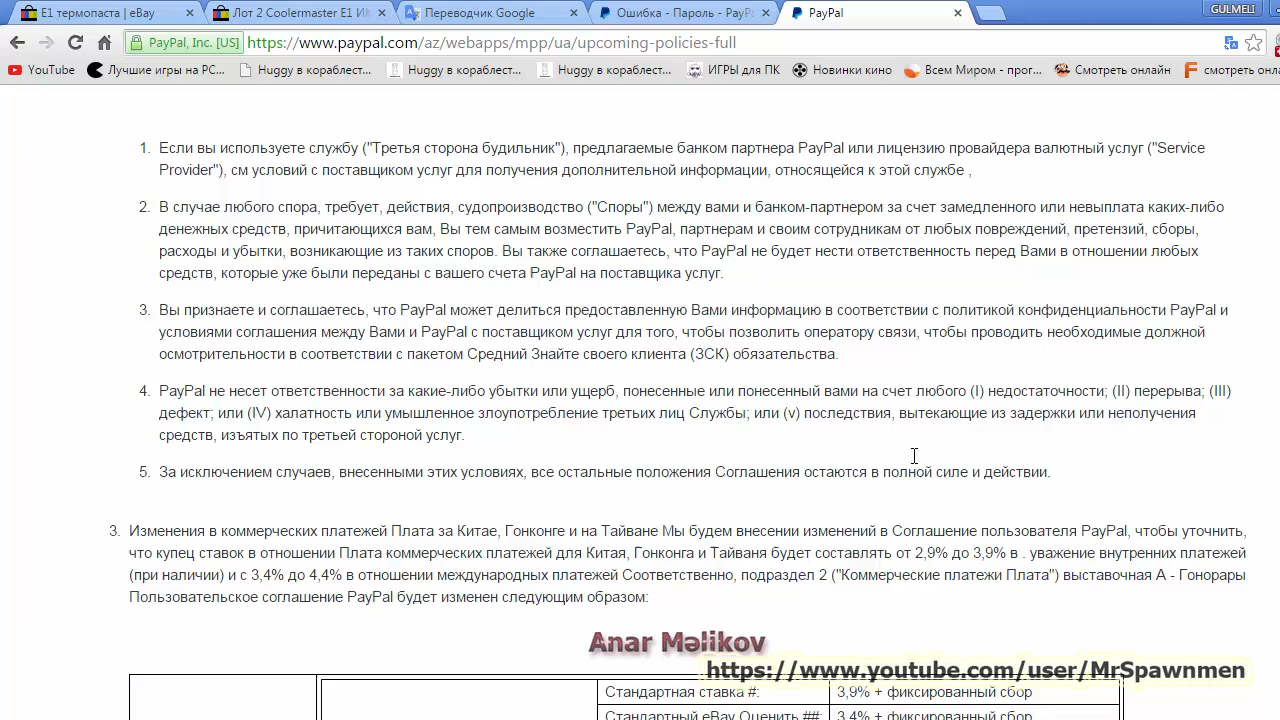 E1 термопаста | eBay
Лот 2 Coolermaster E1 И
Переводчик Google
Ошибка - Пароль - PayP
PayPal
GULMELI
PayPal, Inc. [US]
https://www.paypal.com/az/webapps/mpp/ua/upcoming-policies-full
YouTube
Лучшие игры на PC...
Huggy в кораблест...
Huggy в кораблест...
Huggy в кораблест...
ИГРЫ для ПК
Новинки кино
Всем Миром - прог...
Смотреть онлайн
смотреть онла
1. Если вы используете службу ("Третья сторона будильник"), предлагаемые банком партнера PayPal или лицензию провайдера валютный услуг ("Service
Provider"), см условий с поставщиком услуг для получения дополнительной информации, относящейся к этой службе ,
2. В случае любого спора, требует, действия, судопроизводство ("Споры") между вами и банком-партнером за счет замедленного или невыплата каких-либо
денежных средств, причитающихся вам, Вы тем самым возместить PayPal, партнерам и своим сотрудникам от любых повреждений, претензий, сборы,
расходы и убытки, возникающие из таких споров. Вы также соглашаетесь, что PayPal не будет нести ответственность перед Вами в отношении любых
средств, которые уже были переданы с вашего счета PayPal на поставщика услуг.
3. Вы признаете и соглашаетесь, что PayPal может делиться предоставленную Вами информацию в соответствии с политикой конфиденциальности PayPal и
условиями соглашения между Вами и PayPal с поставщиком услуг для того, чтобы позволить оператору связи, чтобы проводить необходимые должной
осмотрительности в соответствии с пакетом Средний Знайте своего клиента (ЗСК) обязательства.
4. PayPal не несет ответственности за какие-либо убытки или ущерб, понесенные или понесенный вами на счет любого (I) недостаточности; (II) перерыва; (III)
дефект; или (IV) халатность или умышленное злоупотребление третьих лиц Службы; или (v) последствия, вытекающие из задержки или неполучения
средств, изъятых по третьей стороной услуг.
5. За исключением случаев, внесенными этих условиях, все остальные положения Соглашения остаются в полной силе и действии.
3. Изменения в коммерческих платежей Плата за Китае, Гонконге и на Тайване Мы будем внесении изменений в Соглашение пользователя PayPal, чтобы уточнить,
что купец ставок в отношении Плата коммерческих платежей для Китая, Гонконга и Тайваня будет составлять от 2,9% до 3,9% в . уважение внутренних платежей
(при наличии) и с 3,4% до 4,4% в отношении международных платежей Соответственно, подраздел 2 ("Коммерческие платежи Плата") выставочная А - Гонорары
Пользовательское соглашение PayPal будет изменен следующим образом:
Anar Məlikov
https://www.youtube.com/user/MrSpawnmen
Стандартная ставка #:
3,9% + фиксированный сбор
Стандартный eBay Оценить ##:
3,4% + фиксированный сбор